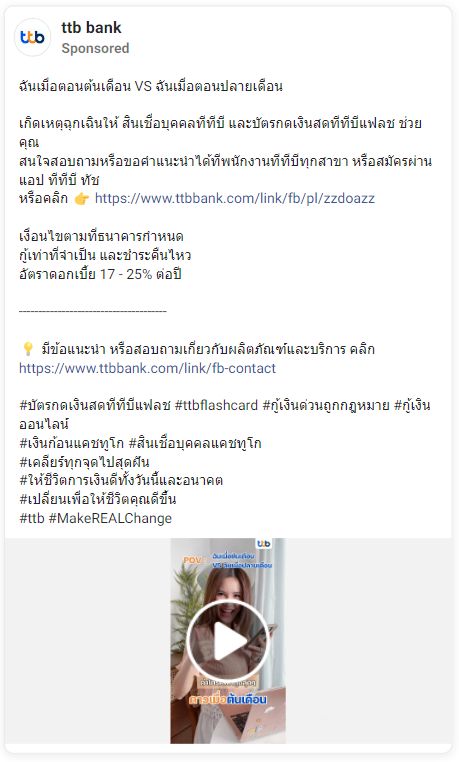 ttb
ttb bank
Sponsored
ฉันเมื่อตอนต้นเดือน VS ฉันเมื่อตอนปลายเดือน
เกิดเหตุฉุกเฉินให้ สินเชื่อบุคคลทีทีบี และบัตรกดเงินสดทีทีบีแฟลช ช่วย
คุณ
สนใจสอบถามหรือขอคำแนะนำได้ที่พนักงานทีทีบีทุกสาขา หรือสมัครผ่าน
แอป ทีทีบี ทัช
หรือคลิก 👉 https://www.ttbbank.com/link/fb/pl/zzdoazz
เงื่อนไขตามที่ธนาคารกำหนด
กู้เท่าที่จำเป็น และชำระคืนไหว
อัตราดอกเบี้ย 17 - 25% ต่อปี
--------------------------------------
💡 มีข้อแนะนำ หรือสอบถามเกี่ยวกับผลิตภัณฑ์และบริการ คลิก
https://www.ttbbank.com/link/fb-contact
#บัตรกดเงินสดทีทีบีแฟลช #ttbflashcard #กู้เงินด่วนถูกกฎหมาย #กู้เงิน
ออนไลน์
#เงินก้อนแคชทูโก #สินเชื่อบุคคลแคชทูโก
#เคลียร์ทุกจุดไปสุดฝัน
#ให้ชีวิตการเงินดีทั้งวันนี้และอนาคต
#เปลี่ยนเพื่อให้ชีวิตคุณดีขึ้น
#ttb #MakeREALChange
ttb
POV
ฉันเมื่อต้นเดือน
VS ฉันเมื่อปลายเดือน
ดาวเมื่อต้นเดือน